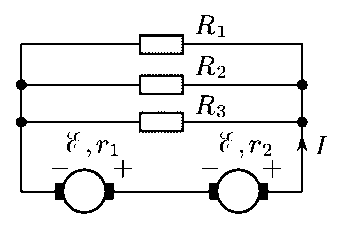 R₁
R₂
R₃
ℰ, r₁ ℰ, r₂ I
− + − +